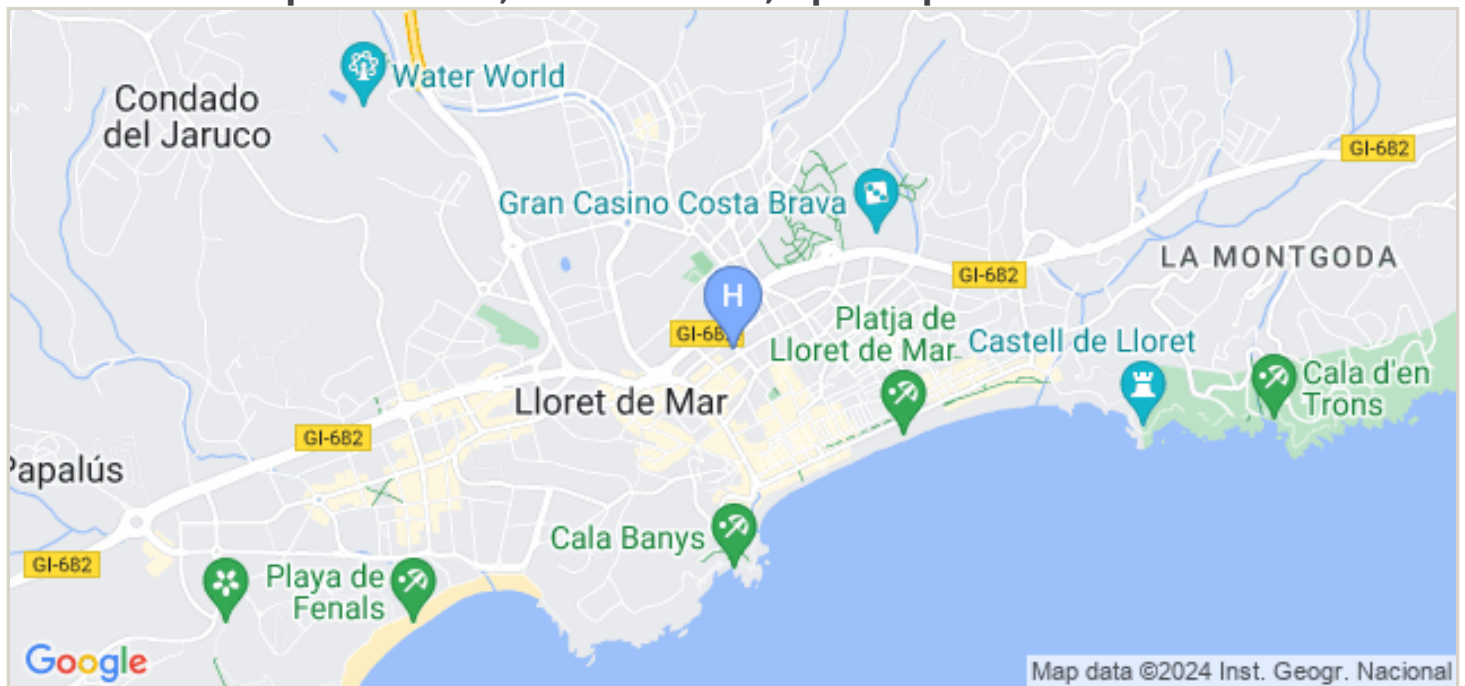 Water World
Condado
del Jaruco
GI-682
Gran Casino Costa Brava
LA MONTGODA
GI-682
H
Platja de
Lloret de Mar
Castell de Lloret
Cala d'en
Trons
Lloret de Mar
GI-682
Papalús
Cala Banys
GI-682
Playa de
Fenals
Google
Map data ©2024 Inst. Geogr. Nacional